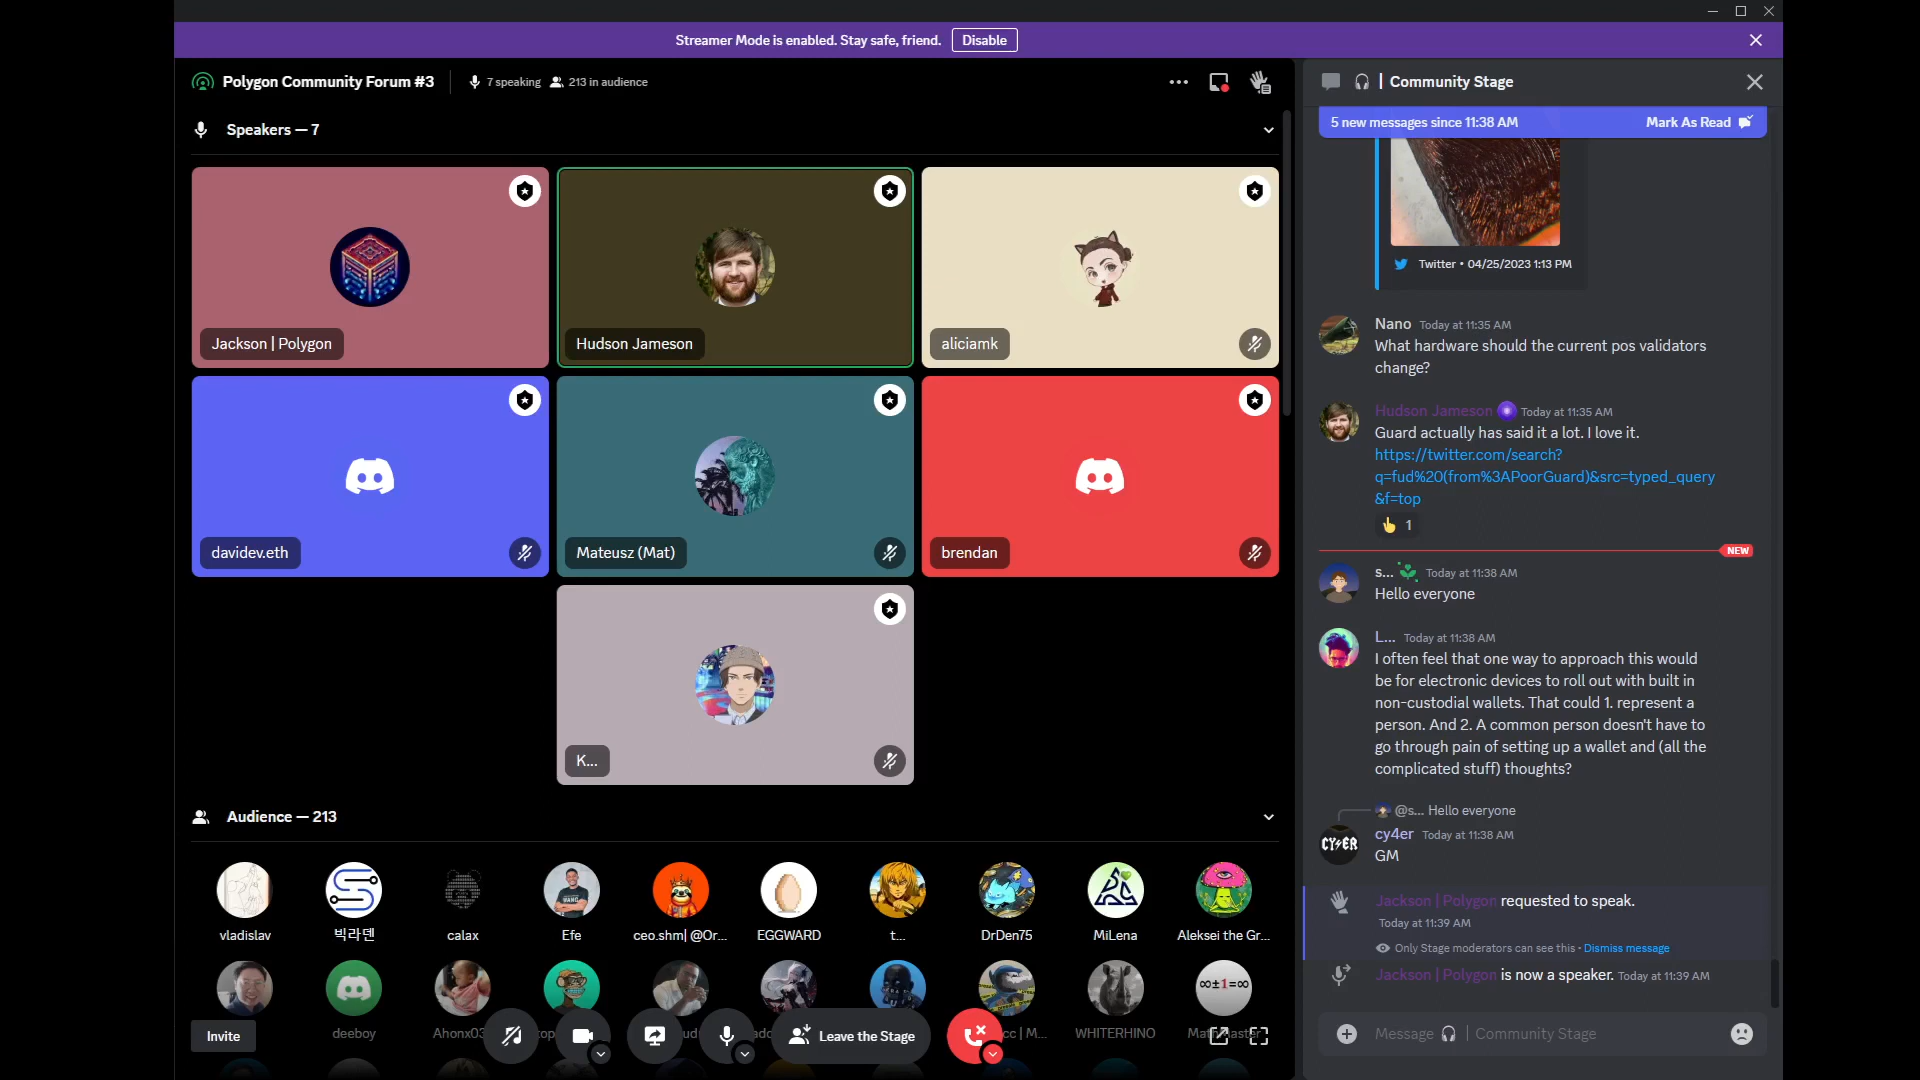 Streamer Mode is enabled. Stay safe, friend. Disable
Polygon Community Forum #3
7 speaking 213 in audience
Speakers — 7
Jackson | Polygon
Hudson Jameson
aliciamk
davidev.eth
Mateusz (Mat)
brendan
K...
Audience — 213
vladislav
빅라덴
calax
Efe
ceo.shm| @Or...
EGGWARD
t...
DrDen75
MiLena
Aleksei the Gr...
∞±1=∞
deeboy
WHITERHINO
Invite
Leave the Stage
| Community Stage
5 new messages since 11:38 AM Mark As Read
Twitter • 04/25/2023 1:13 PM
Nano Today at 11:35 AM
What hardware should the current pos validators
change?
Hudson Jameson Today at 11:35 AM
Guard actually has said it a lot. I love it.
https://twitter.com/search?
q=fud%20(from%3APoorGuard)&src=typed_query
&f=top
1
NEW
s... Today at 11:38 AM
Hello everyone
L... Today at 11:38 AM
I often feel that one way to approach this would
be for electronic devices to roll out with built in
non-custodial wallets. That could 1. represent a
person. And 2. A common person doesn't have to
go through pain of setting up a wallet and (all the
complicated stuff) thoughts?
@s... Hello everyone
cy4er Today at 11:38 AM
GM
Jackson | Polygon requested to speak.
Today at 11:39 AM
Only Stage moderators can see this • Dismiss message
Jackson | Polygon is now a speaker. Today at 11:39 AM
Message | Community Stage